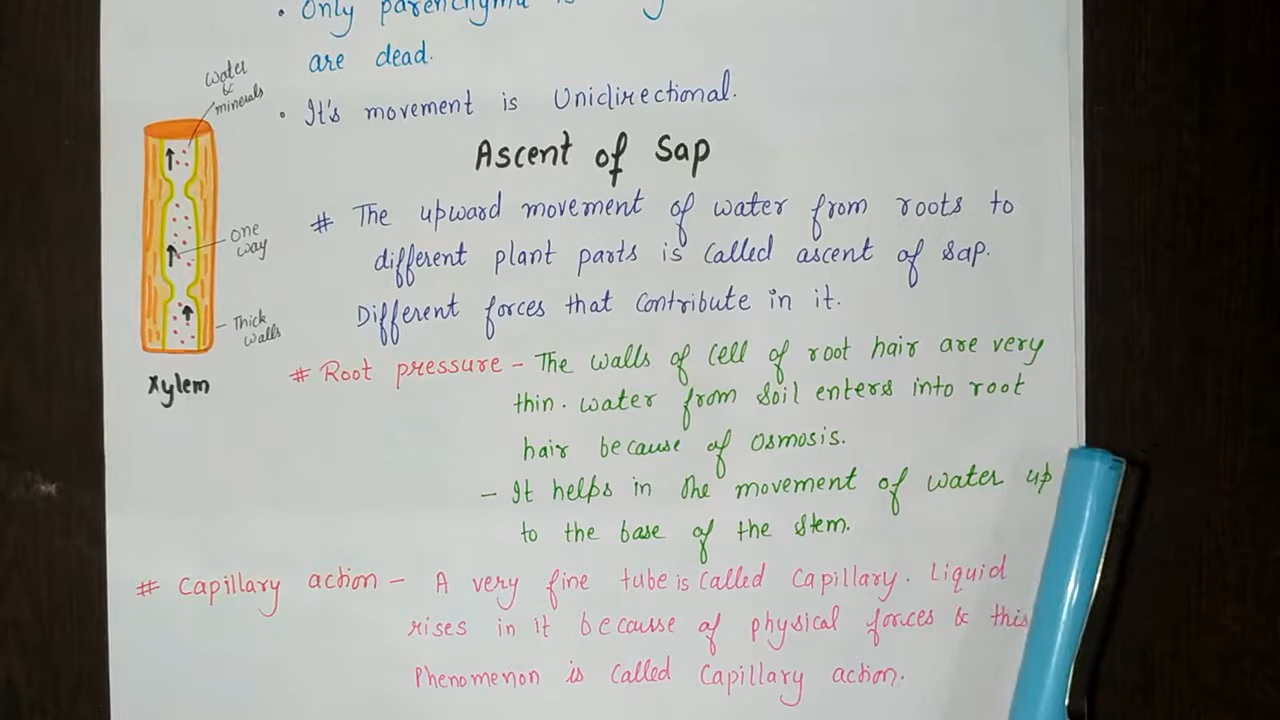 • Only parenchyma is
are dead.
• It's movement is Unidirectional.
Water
&
minerals
one
way
Thick
walls
Xylem
Ascent of Sap
# The upward movement of water from roots to
different plant parts is called ascent of sap.
Different forces that contribute in it.
# Root pressure - The walls of cell of root hair are very
thin. water from soil enters into root
hair because of osmosis.
- It helps in the movement of water up
to the base of the stem.
# Capillary action - A very fine tube is called capillary. Liquid
rises in it becausse of physical forces & this
Phenomenon is called Capillary action.